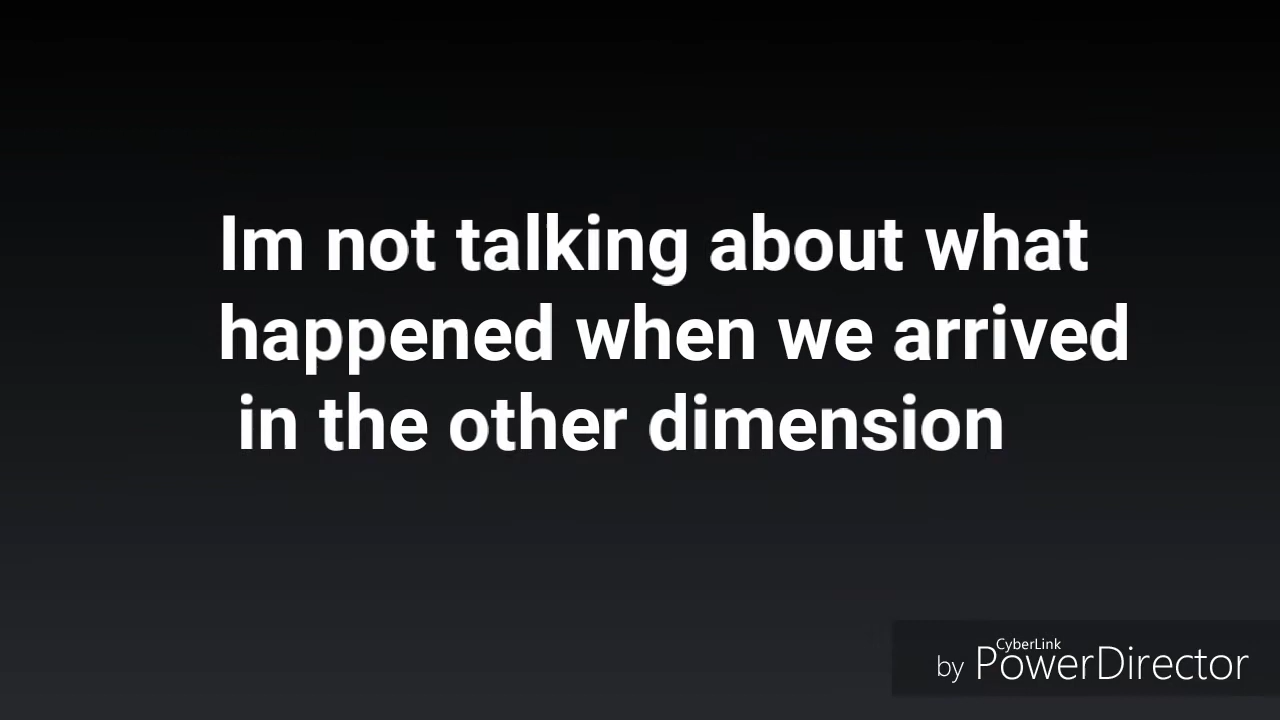 Im not talking about what
happened when we arrived
in the other dimension
CyberLink
by PowerDirector